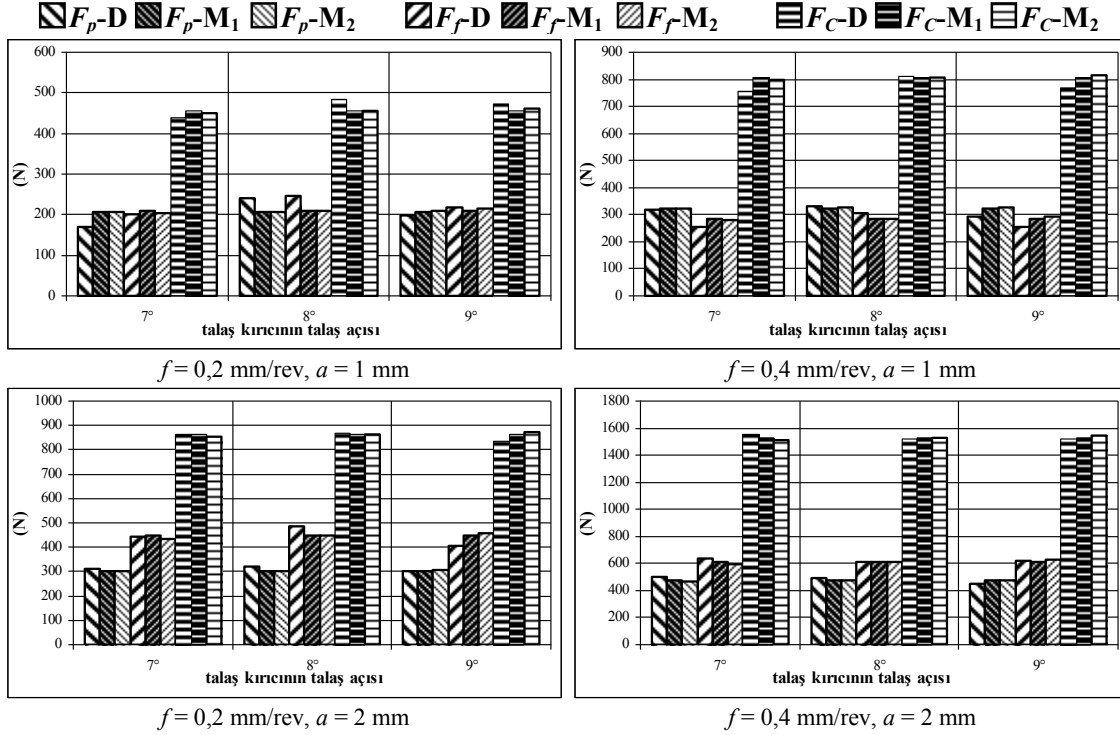 Fp-D Fp-M1 Fp-M2 Ff-D Ff-M1 Ff-M2 FC-D FC-M1 FC-M2
600
500
400
300
200
100
0
(N)
7° 8° 9°
talaş kırıcının talaş açısı
f = 0,2 mm/rev, a = 1 mm
900
800
700
600
500
400
300
200
100
0
(N)
7° 8° 9°
talaş kırıcının talaş açısı
f = 0,4 mm/rev, a = 1 mm
1000
900
800
700
600
500
400
300
200
100
0
(N)
7° 8° 9°
talaş kırıcının talaş açısı
f = 0,2 mm/rev, a = 2 mm
1800
1600
1400
1200
1000
800
600
400
200
0
(N)
7° 8° 9°
talaş kırıcının talaş açısı
f = 0,4 mm/rev, a = 2 mm